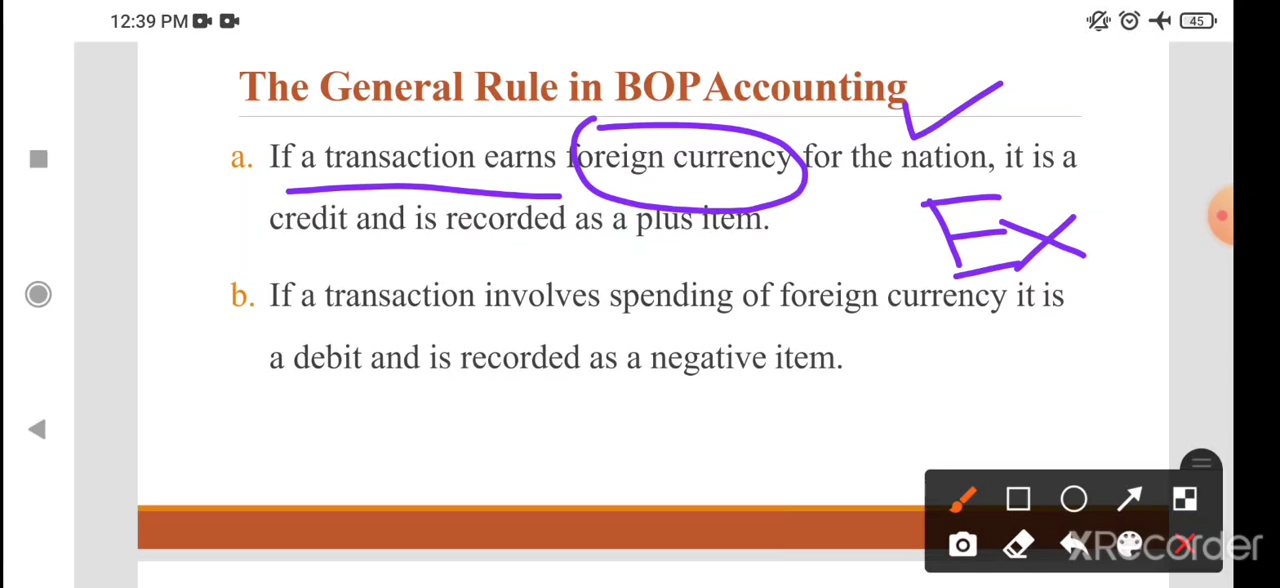 12:39 PM
45
The General Rule in BOP Accounting
a. If a transaction earns foreign currency for the nation, it is a
credit and is recorded as a plus item.
Ex
b. If a transaction involves spending of foreign currency it is
a debit and is recorded as a negative item.
XRecorder